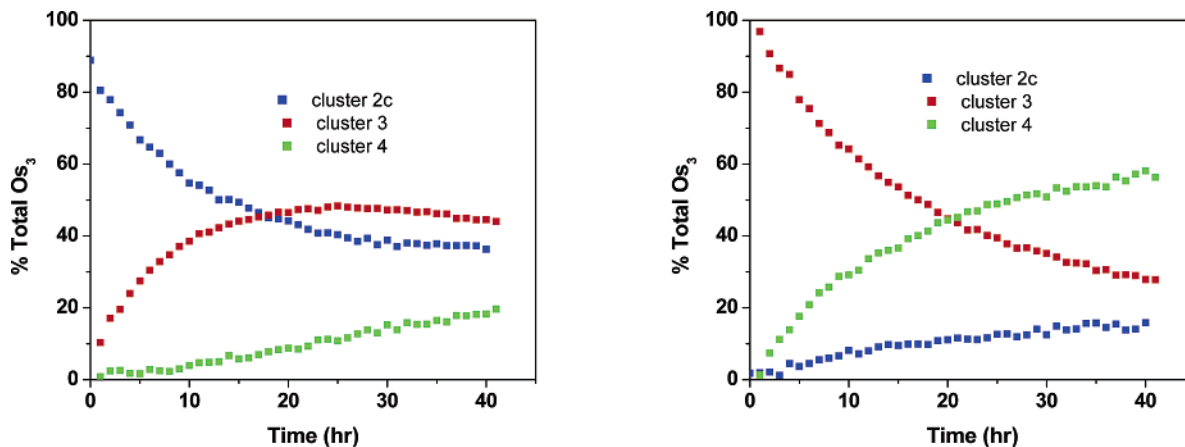 100
80
60
40
20
0
% Total Os3
cluster 2c
cluster 3
cluster 4
0 10 20 30 40
Time (hr)
100
80
60
40
20
0
% Total Os3
cluster 2c
cluster 3
cluster 4
0 10 20 30 40
Time (hr)